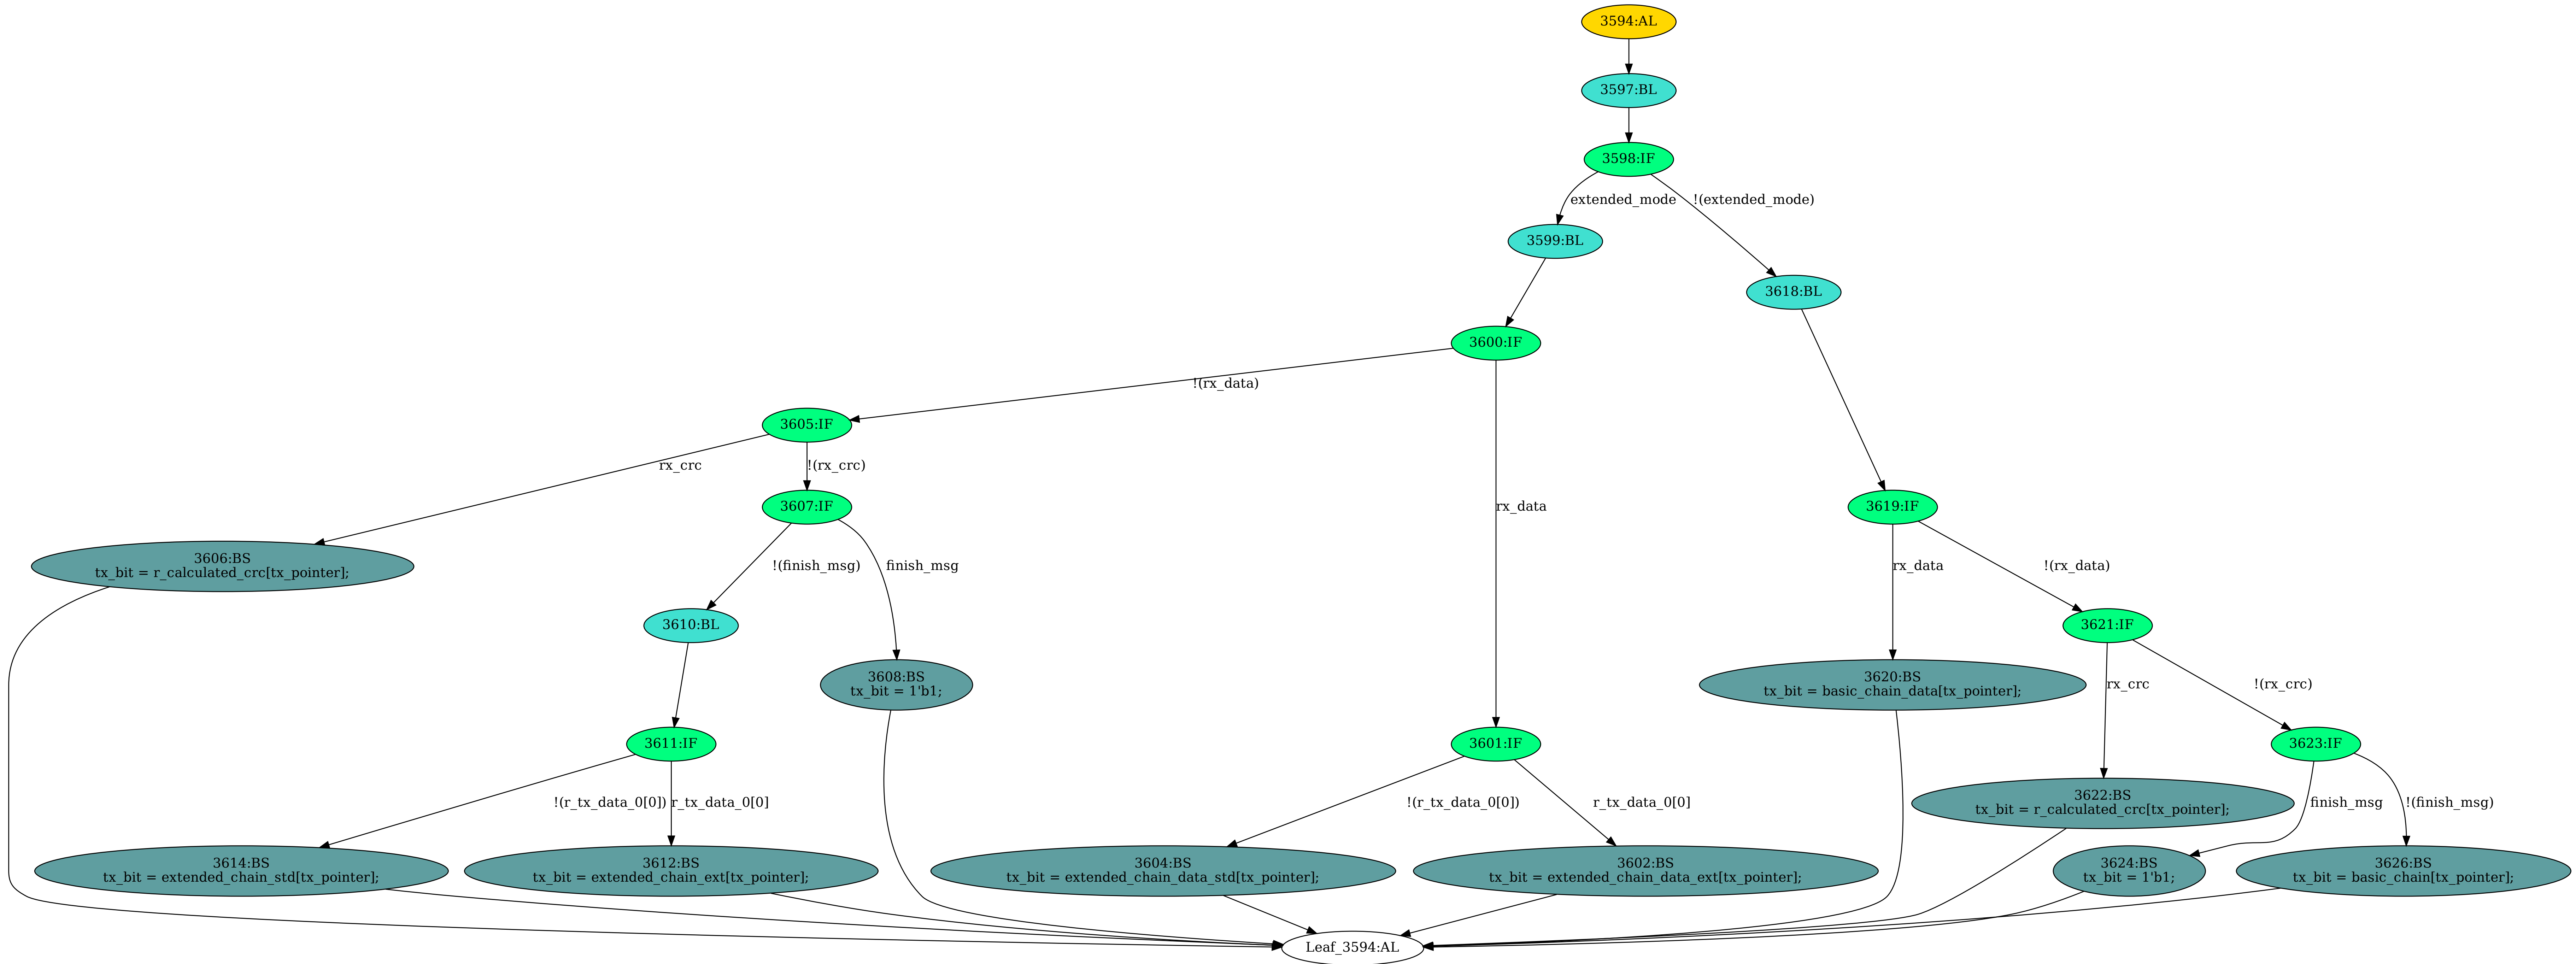 3594:AL
3597:BL
3598:IF
extended_mode
!(extended_mode)
3599:BL
3618:BL
3600:IF
!(rx_data)
3605:IF
rx_crc
!(rx_crc)
rx_data
3607:IF
3619:IF
3606:BS
tx_bit = r_calculated_crc[tx_pointer];
!(finish_msg)
finish_msg
rx_data
!(rx_data)
3610:BL
3621:IF
3608:BS
tx_bit = 1'b1;
3620:BS
tx_bit = basic_chain_data[tx_pointer];
rx_crc
!(rx_crc)
3611:IF
3601:IF
3623:IF
!(r_tx_data_0[0])
r_tx_data_0[0]
!(r_tx_data_0[0])
r_tx_data_0[0]
3622:BS
tx_bit = r_calculated_crc[tx_pointer];
finish_msg
!(finish_msg)
3614:BS
tx_bit = extended_chain_std[tx_pointer];
3612:BS
tx_bit = extended_chain_ext[tx_pointer];
3604:BS
tx_bit = extended_chain_data_std[tx_pointer];
3602:BS
tx_bit = extended_chain_data_ext[tx_pointer];
3624:BS
tx_bit = 1'b1;
3626:BS
tx_bit = basic_chain[tx_pointer];
Leaf_3594:AL